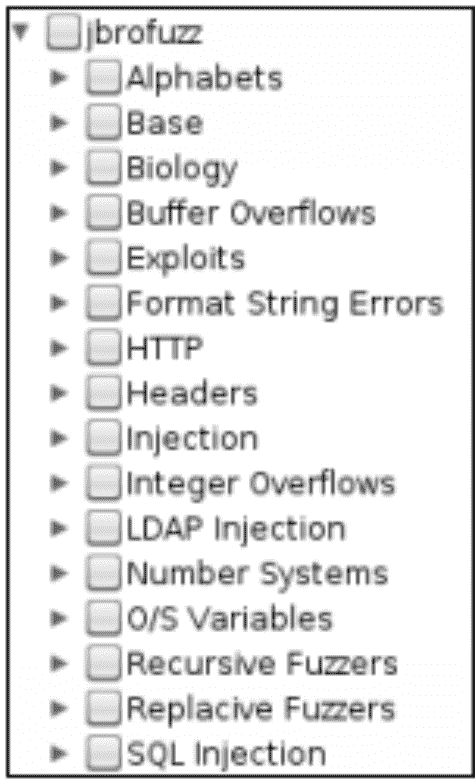 jbrofuzz
Alphabets
Base
Biology
Buffer Overflows
Exploits
Format String Errors
HTTP
Headers
Injection
Integer Overflows
LDAP Injection
Number Systems
O/S Variables
Recursive Fuzzers
Replacive Fuzzers
SQL Injection